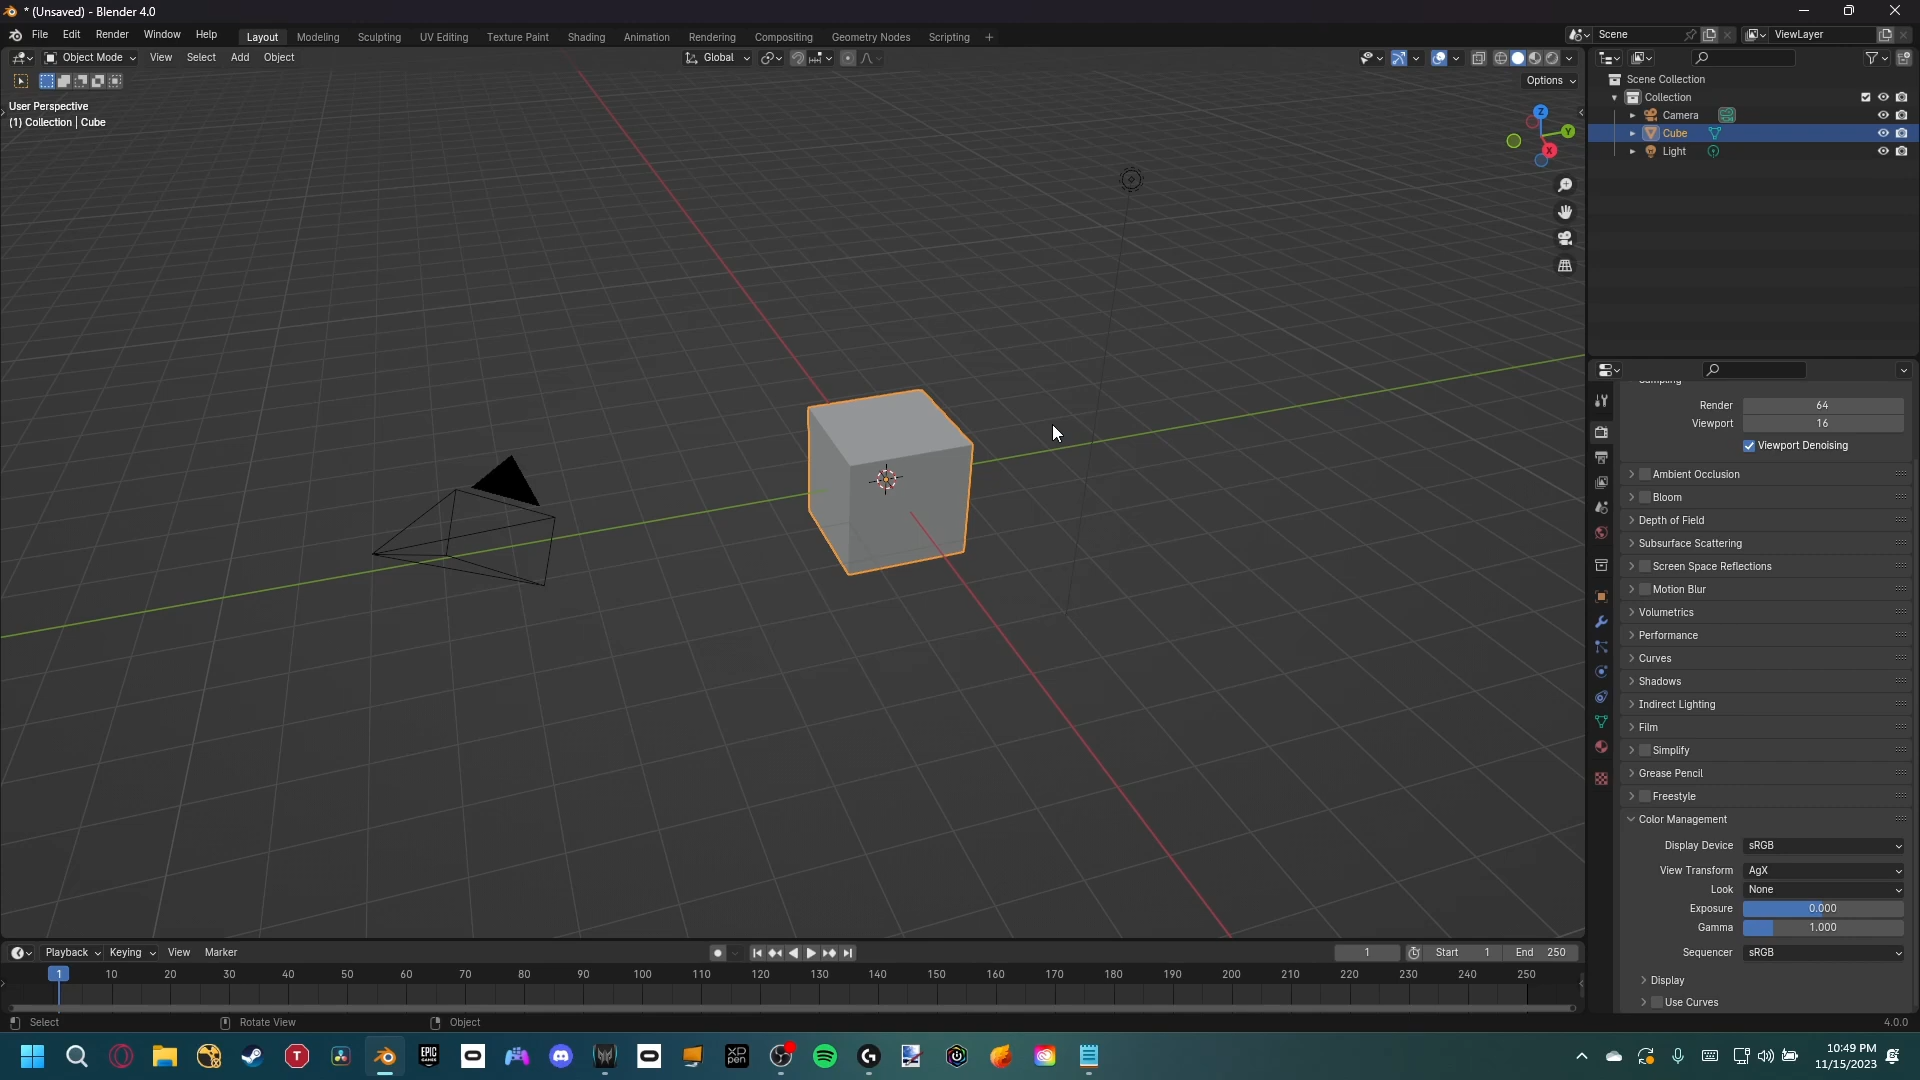 * (Unsaved) - Blender 4.0
File Edit Render Window Help Layout Modeling Sculpting UV Editing Texture Paint Shading Animation Rendering Compositing Geometry Nodes Scripting + Scene ViewLayer
Object Mode View Select Add Object Global
Options
User Perspective
(1) Collection | Cube
Z
Y
X
Scene Collection
Collection
Camera
Cube
Light
Sampling
Render 64
Viewport 16
Viewport Denoising
Ambient Occlusion
Bloom
Depth of Field
Subsurface Scattering
Screen Space Reflections
Motion Blur
Volumetrics
Performance
Curves
Shadows
Indirect Lighting
Film
Simplify
Grease Pencil
Freestyle
Color Management
Display Device sRGB
View Transform AgX
Look None
Exposure 0.000
Gamma 1.000
Sequencer sRGB
Display
Use Curves
Playback Keying View Marker 1 Start 1 End 250
1 10 20 30 40 50 60 70 80 90 100 110 120 130 140 150 160 170 180 190 200 210 220 230 240 250
Select Rotate View Object 4.0.0
T
EPIC GAMES
XP PEN
10:49 PM
11/15/2023